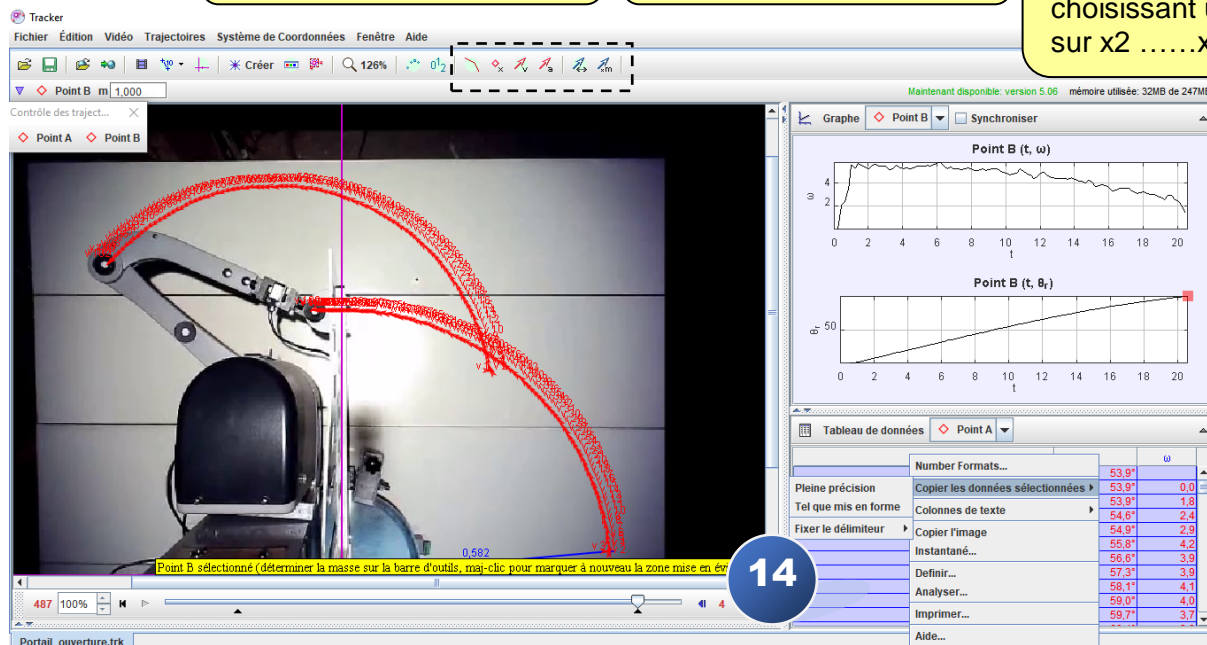 choisissant u
sur x2 ……x
Tracker
Fichier Édition Vidéo Trajectoires Système de Coordonnées Fenêtre Aide
Créer 126%
Point B m 1,000
Maintenant disponible: version 5.06 mémoire utilisée: 32MB de 247MB
Contrôle des traject...
Point A Point B
Graphe Point B Synchroniser
Point B (t, ω)
4
2
ω
0 2 4 6 8 10 12 14 16 18 20
t
Point B (t, θr)
50
θr
0 2 4 6 8 10 12 14 16 18 20
t
Tableau de données Point A
ω
Number Formats...
53,9°
Pleine précision
Copier les données sélectionnées
53,9° 0,0
Tel que mis en forme
53,9° 1,8
Colonnes de texte
54,6° 2,4
Fixer le délimiteur
Copier l'image
54,9° 2,9
Instantané...
55,8° 4,2
56,6° 3,9
Definir...
57,3° 3,9
Analyser...
58,1° 4,1
59,0° 4,0
Imprimer...
59,7° 3,7
Aide...
0,582
Point B sélectionné (déterminer la masse sur la barre d'outils, maj-clic pour marquer à nouveau la zone mise en évi
14
487 100% 4
Portail_ouverture.trk